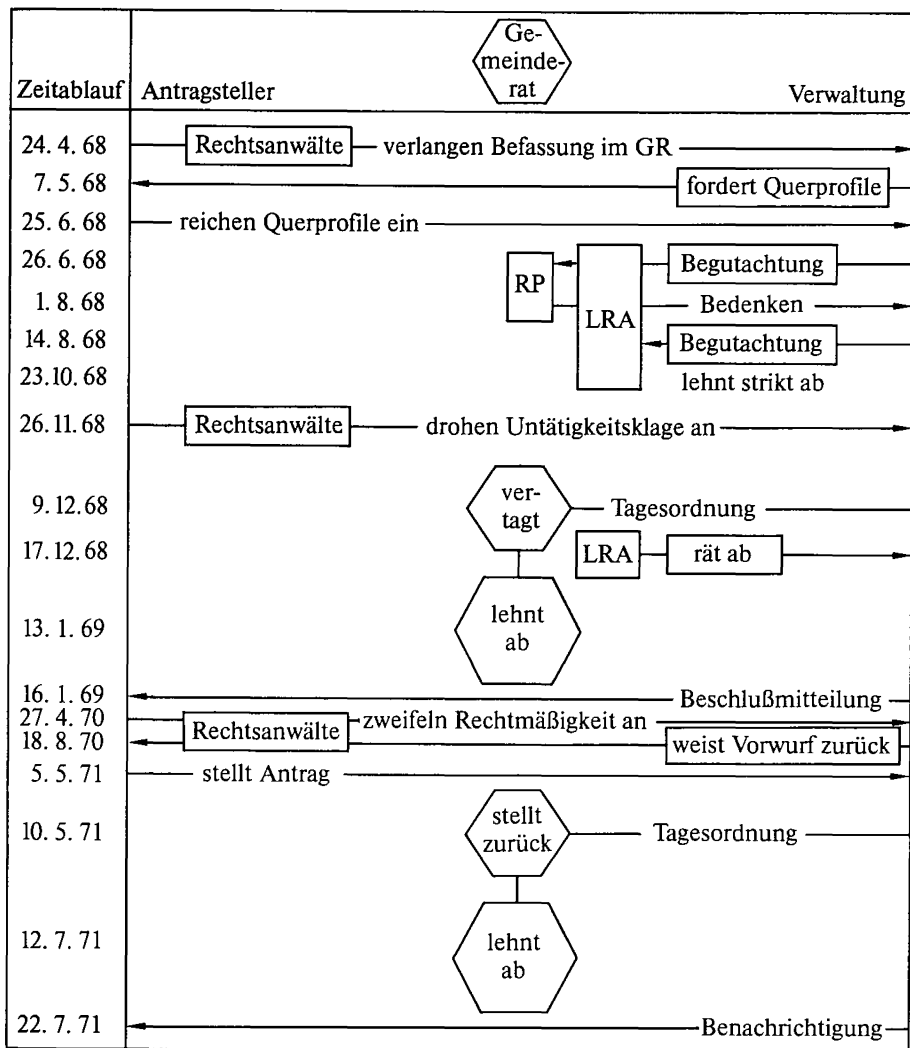 Ge-
meinde-
rat
Zeitablauf Antragsteller Verwaltung
24. 4. 68 Rechtsanwälte verlangen Befassung im GR
7. 5. 68 fordert Querprofile
25. 6. 68 reichen Querprofile ein
26. 6. 68 Begutachtung
RP
LRA
1. 8. 68 Bedenken
14. 8. 68 Begutachtung
23.10. 68 lehnt strikt ab
26.11. 68 Rechtsanwälte drohen Untätigkeitsklage an
ver-
tagt
9. 12. 68 Tagesordnung
17. 12. 68 LRA rät ab
lehnt
ab
13. 1. 69
16. 1. 69 Beschlußmitteilung
27. 4. 70 zweifeln Rechtmäßigkeit an
Rechtsanwälte
18. 8. 70 weist Vorwurf zurück
5. 5. 71 stellt Antrag
stellt
zurück
10. 5. 71 Tagesordnung
12. 7. 71 lehnt
ab
22. 7. 71 Benachrichtigung